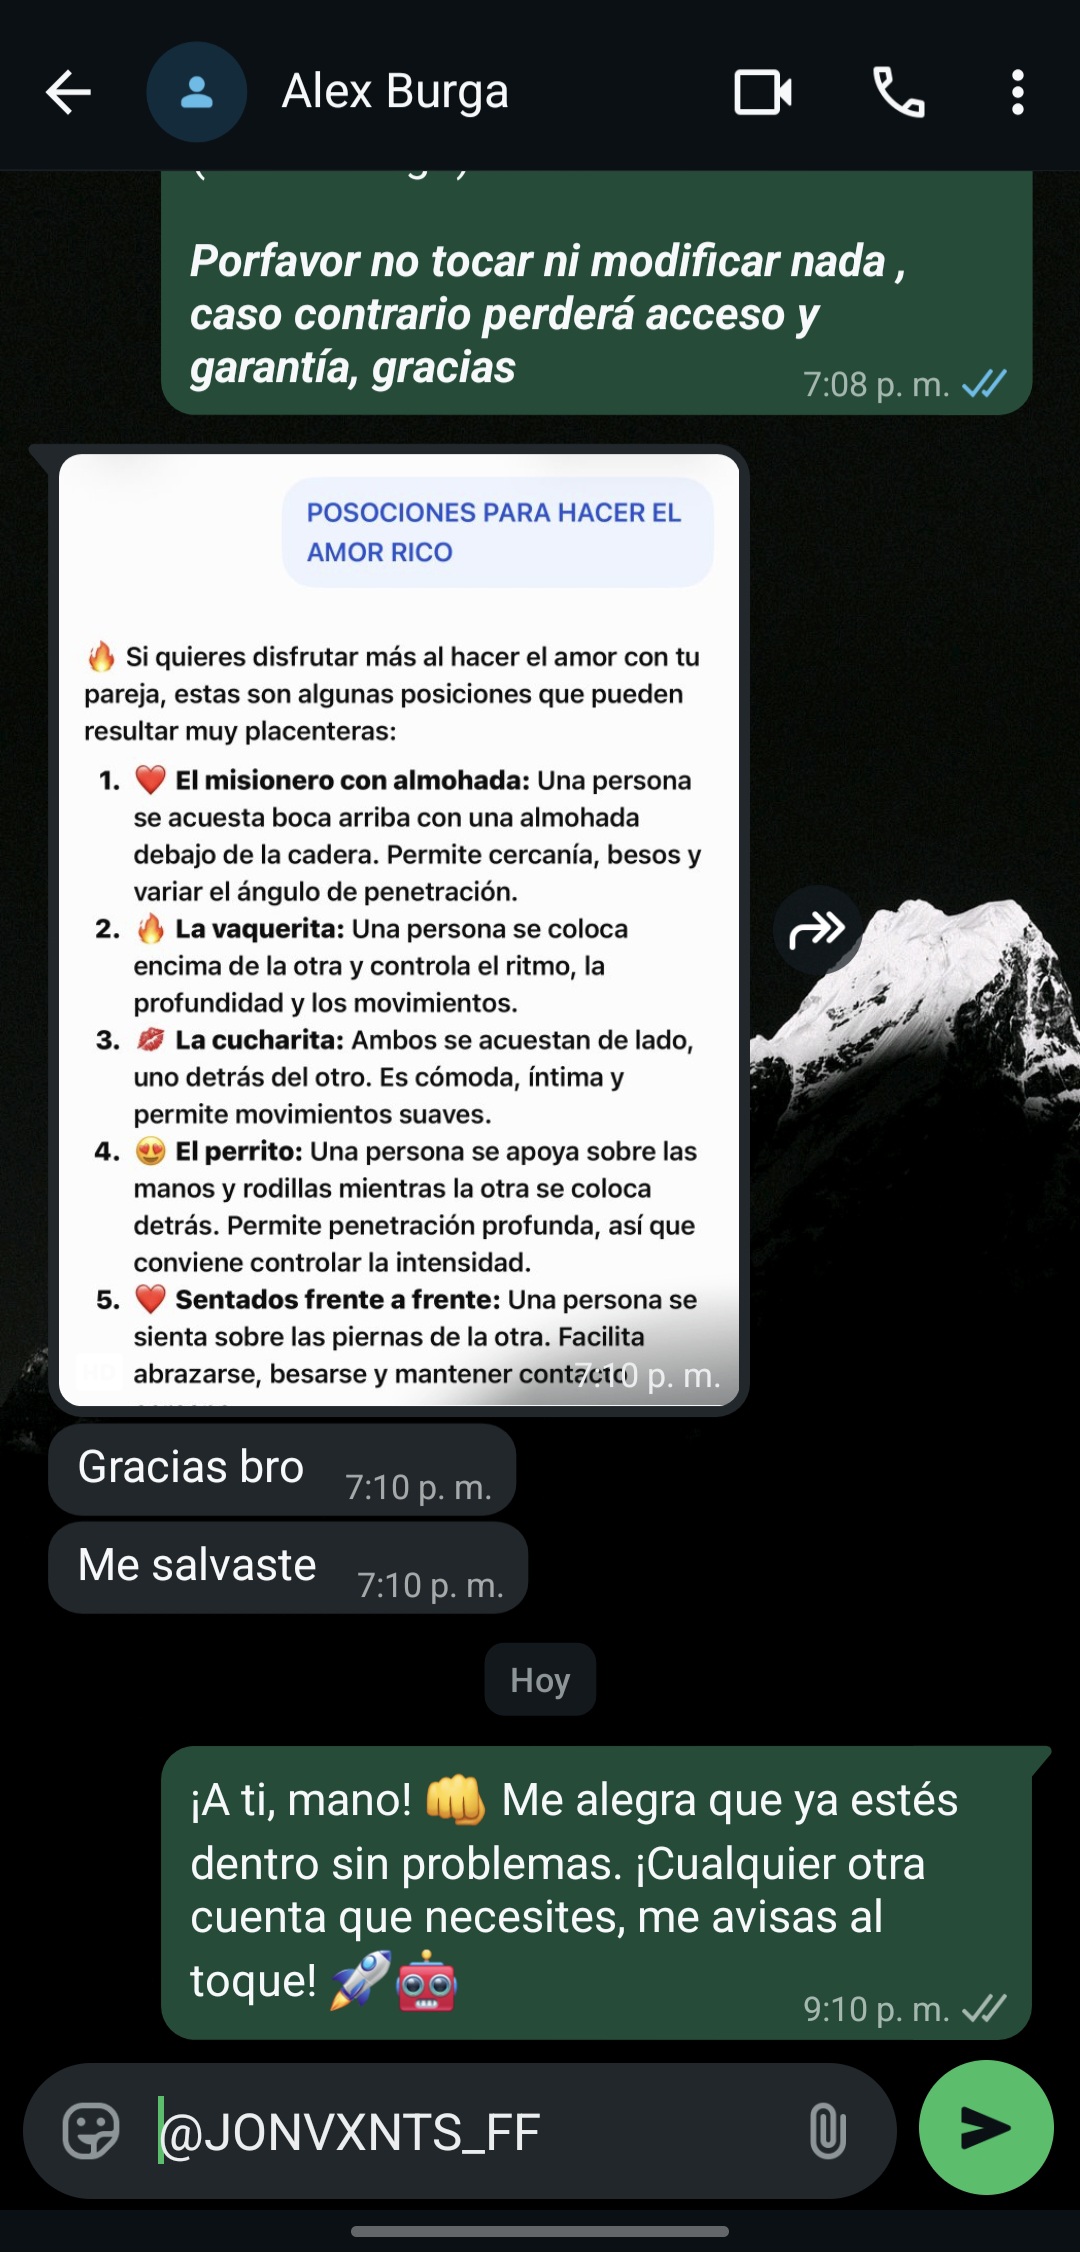 Alex Burga
Porfavor no tocar ni modificar nada ,
caso contrario perderá acceso y
garantía, gracias
7:08 p. m.
POSOCIONES PARA HACER EL
AMOR RICO
🔥 Si quieres disfrutar más al hacer el amor con tu
pareja, estas son algunas posiciones que pueden
resultar muy placenteras:
1. ❤️ El misionero con almohada: Una persona
se acuesta boca arriba con una almohada
debajo de la cadera. Permite cercanía, besos y
variar el ángulo de penetración.
2. 🔥 La vaquerita: Una persona se coloca
encima de la otra y controla el ritmo, la
profundidad y los movimientos.
3. 💋 La cucharita: Ambos se acuestan de lado,
uno detrás del otro. Es cómoda, íntima y
permite movimientos suaves.
4. 😍 El perrito: Una persona se apoya sobre las
manos y rodillas mientras la otra se coloca
detrás. Permite penetración profunda, así que
conviene controlar la intensidad.
5. ❤️ Sentados frente a frente: Una persona se
sienta sobre las piernas de la otra. Facilita
abrazarse, besarse y mantener contacto
7:10 p. m.
Gracias bro
7:10 p. m.
Me salvaste
7:10 p. m.
Hoy
¡A ti, mano! 👊 Me alegra que ya estés
dentro sin problemas. ¡Cualquier otra
cuenta que necesites, me avisas al
toque! 🚀🤖
9:10 p. m.
@JONVXNTS_FF